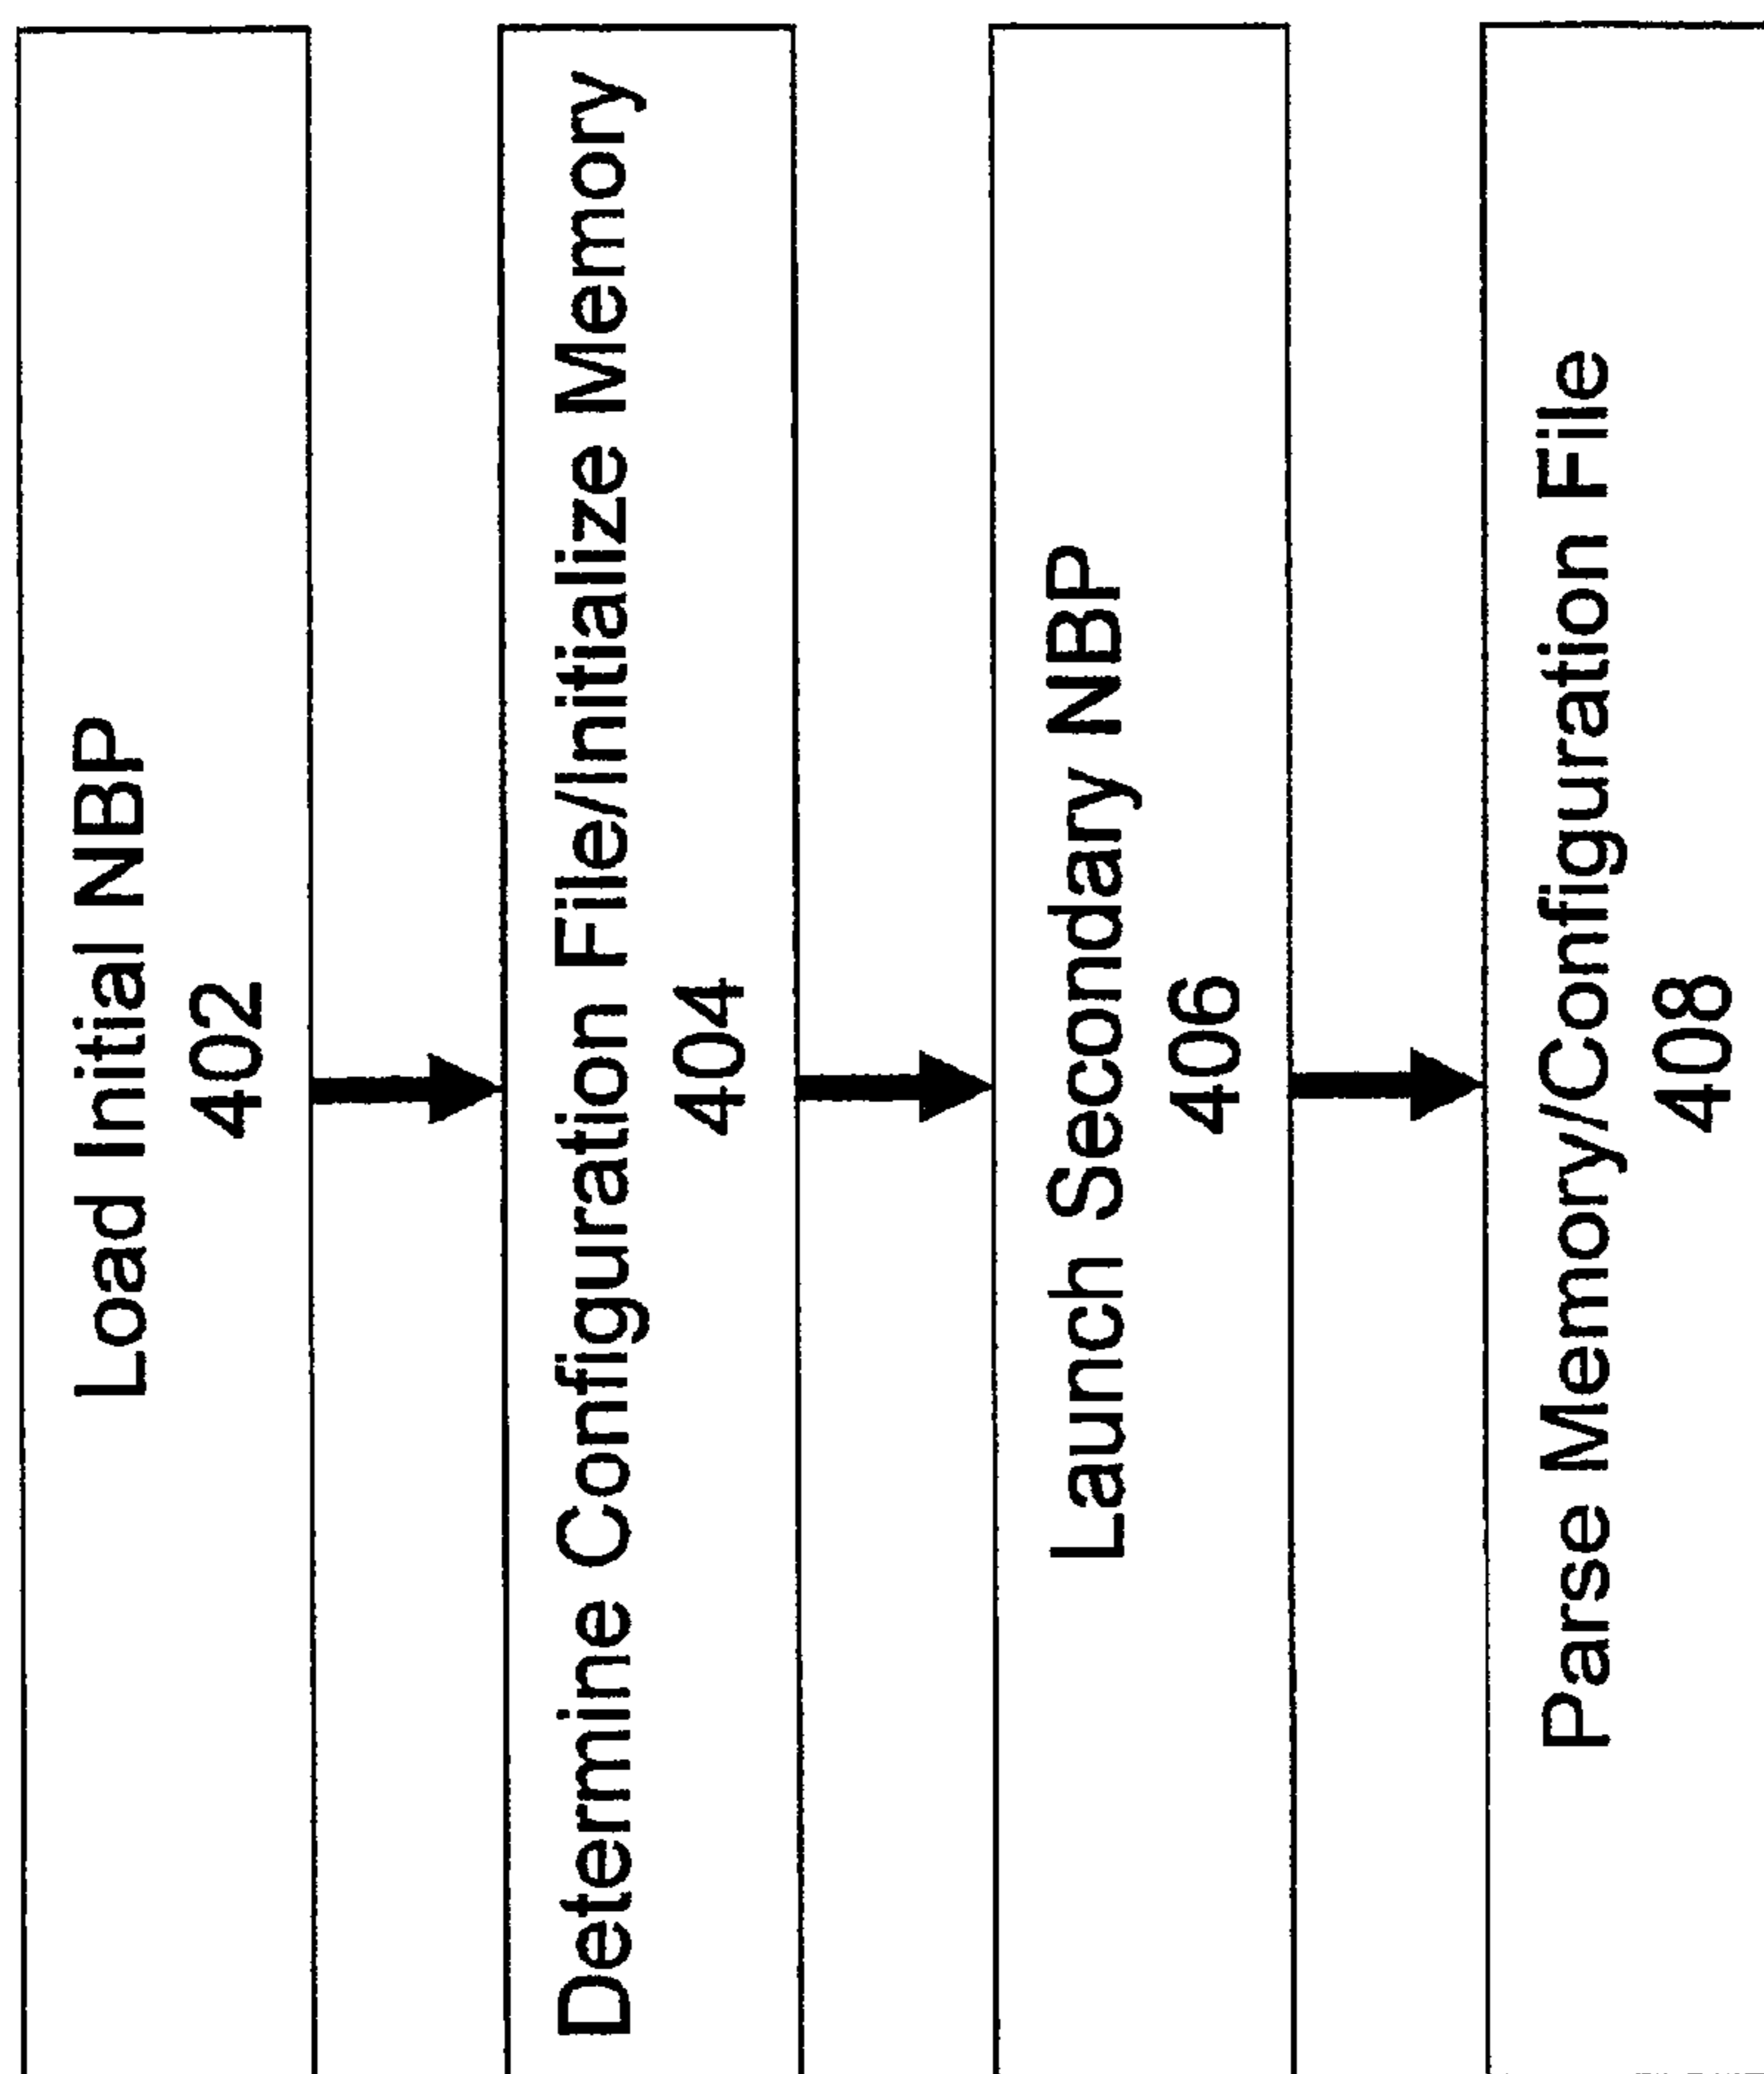 Load Initial NBP
402
Determine Configuration File/Initialize Memory
404
Launch Secondary NBP
406
Parse Memory/Configuration File
408